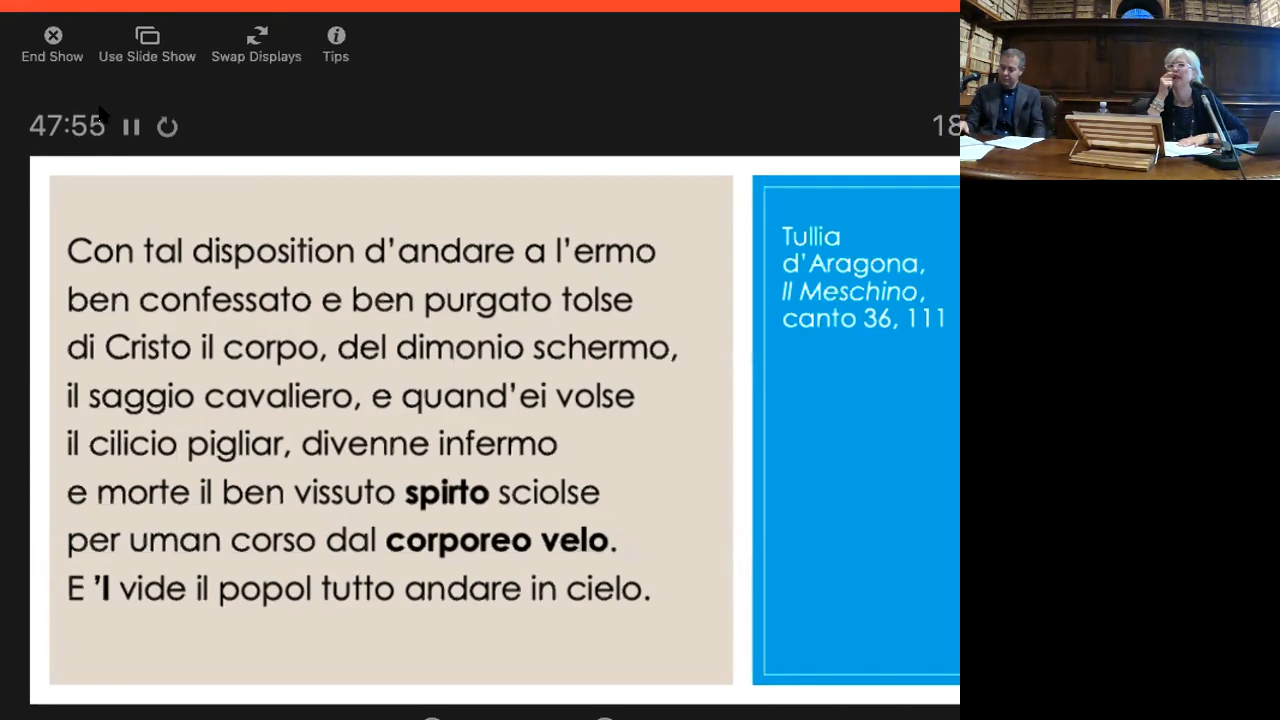 End Show
Use Slide Show
Swap Displays
Tips
47:55
18
Con tal disposition d'andare a l'ermo
ben confessato e ben purgato tolse
di Cristo il corpo, del dimonio schermo,
il saggio cavaliero, e quand'ei volse
il cilicio pigliar, divenne infermo
e morte il ben vissuto spirto sciolse
per uman corso dal corporeo velo.
E 'l vide il popol tutto andare in cielo.
Tullia
d'Aragona,
Il Meschino,
canto 36, 111